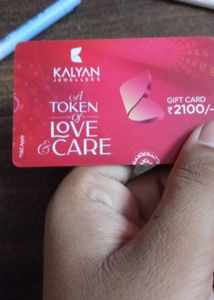 KALYAN
JEWELLERS
A
TOKEN
Of
LOVE
& CARE
GIFT CARD
₹2100/-
*T&C Apply